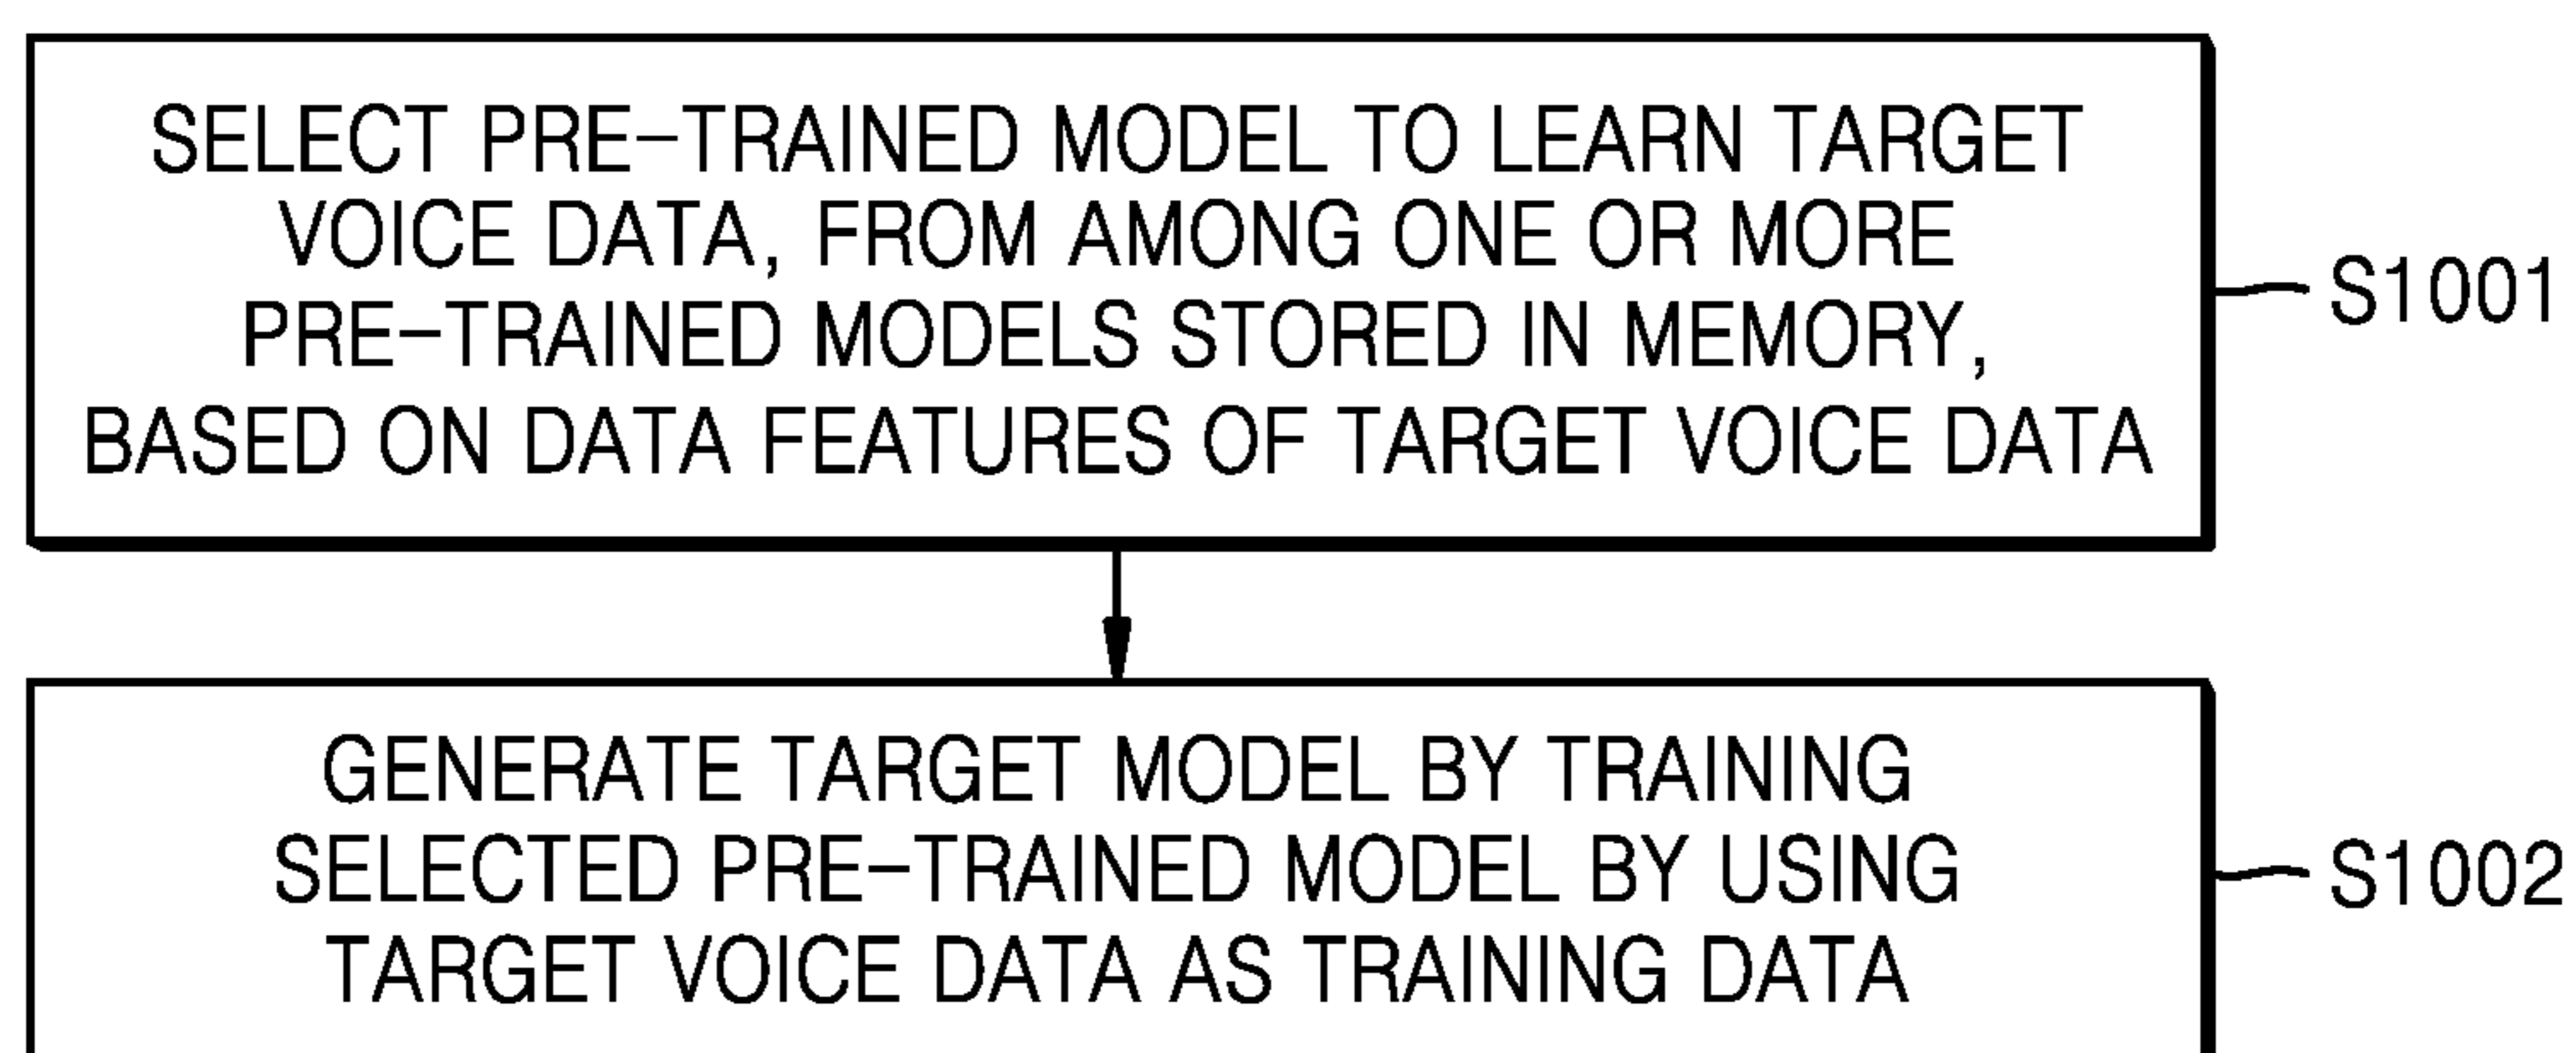 SELECT PRE-TRAINED MODEL TO LEARN TARGET
VOICE DATA, FROM AMONG ONE OR MORE
PRE-TRAINED MODELS STORED IN MEMORY,
BASED ON DATA FEATURES OF TARGET VOICE DATA
S1001
GENERATE TARGET MODEL BY TRAINING
SELECTED PRE-TRAINED MODEL BY USING
TARGET VOICE DATA AS TRAINING DATA
S1002